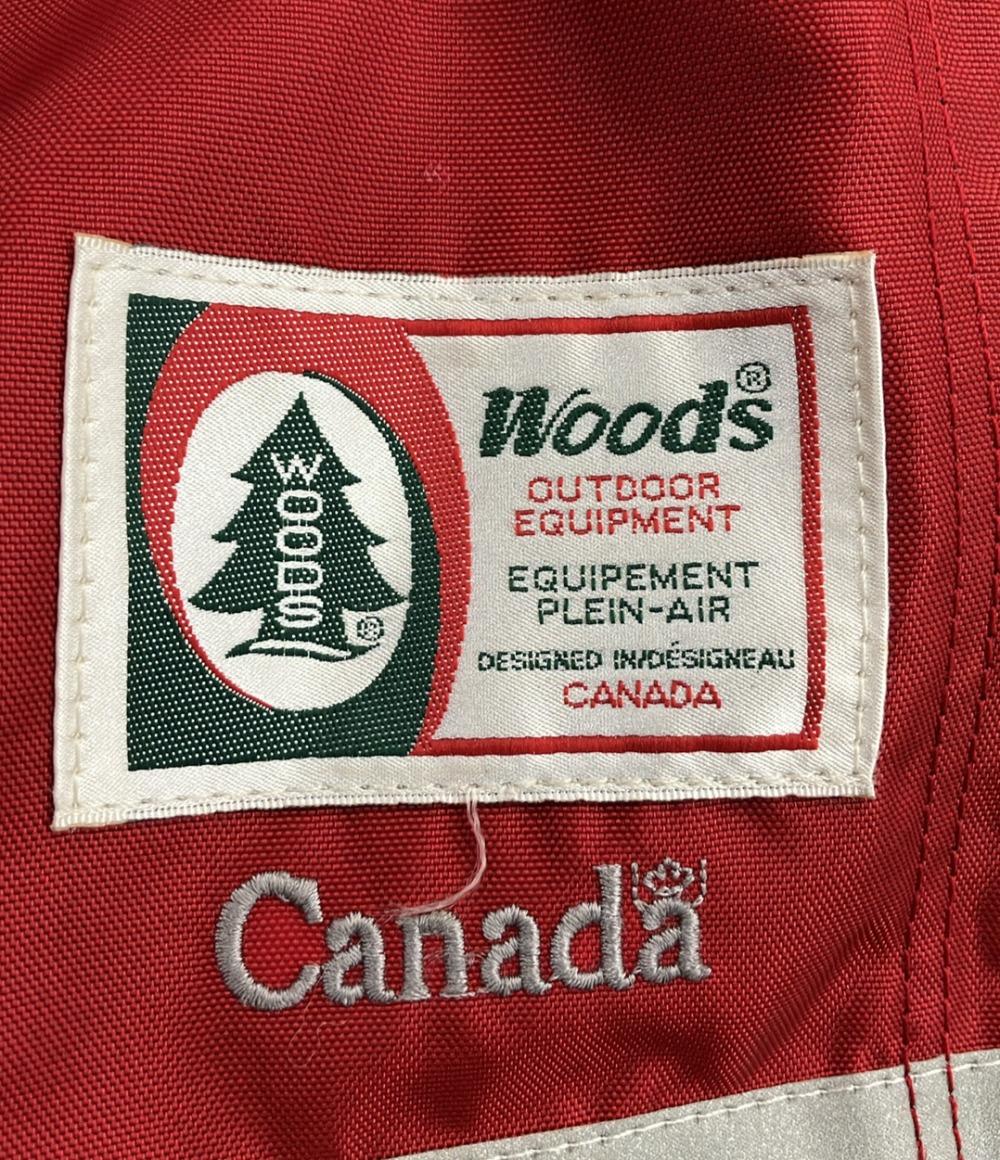 WOODS
®
Woods®
OUTDOOR
EQUIPMENT
EQUIPEMENT
PLEIN-AIR
DESIGNED IN/DÉSIGNEAU
CANADA
Canada